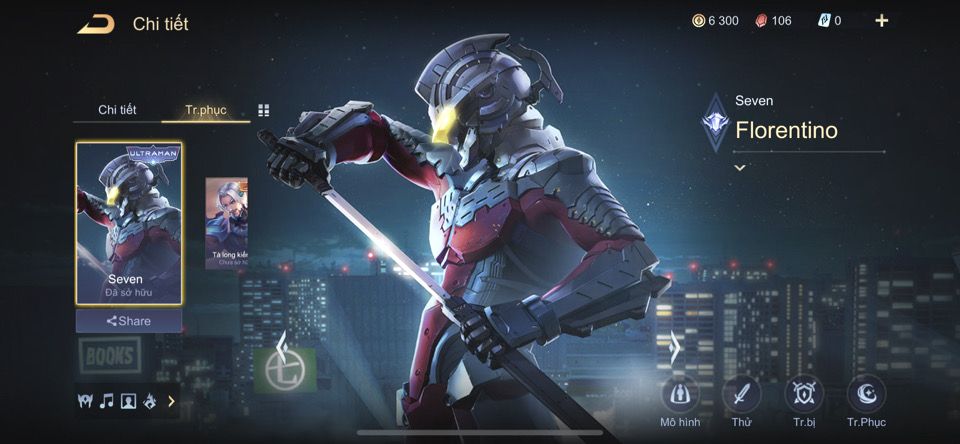 Chi tiết
6 300
106
0
Chi tiết
Tr.phục
ULTRAMAN
Seven
Đã sở hữu
Share
BOOKS
七
Seven
Florentino
Mô hình
Thử
Tr.bị
Tr.Phục